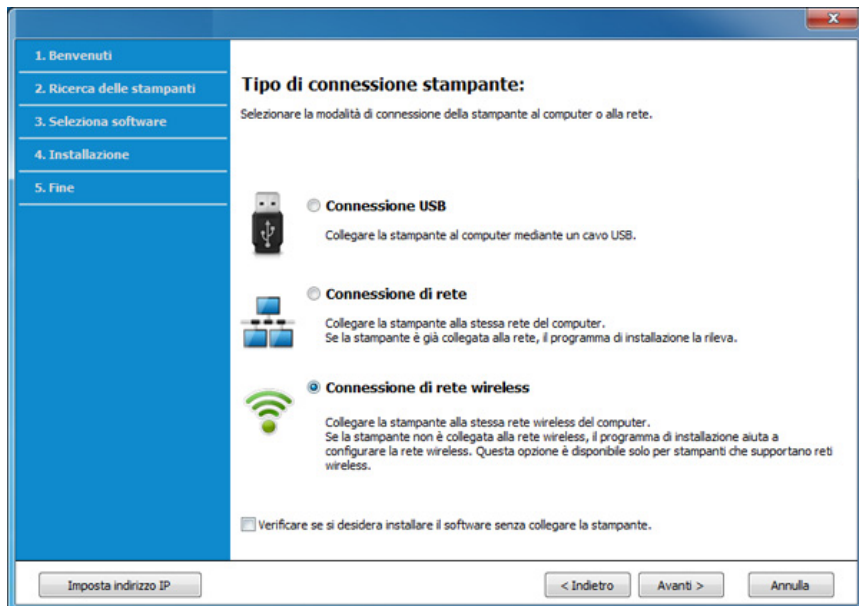 1. Benvenuti
2. Ricerca delle stampanti
3. Seleziona software
4. Installazione
5. Fine
Tipo di connessione stampante:
Selezionare la modalità di connessione della stampante al computer o alla rete.
Connessione USB
Collegare la stampante al computer mediante un cavo USB.
Connessione di rete
Collegare la stampante alla stessa rete del computer.
Se la stampante è già collegata alla rete, il programma di installazione la rileva.
Connessione di rete wireless
Collegare la stampante alla stessa rete wireless del computer.
Se la stampante non è collegata alla rete wireless, il programma di installazione aiuta a
configurare la rete wireless. Questa opzione è disponibile solo per stampanti che supportano reti
wireless.
Verificare se si desidera installare il software senza collegare la stampante.
Imposta indirizzo IP
< Indietro
Avanti >
Annulla